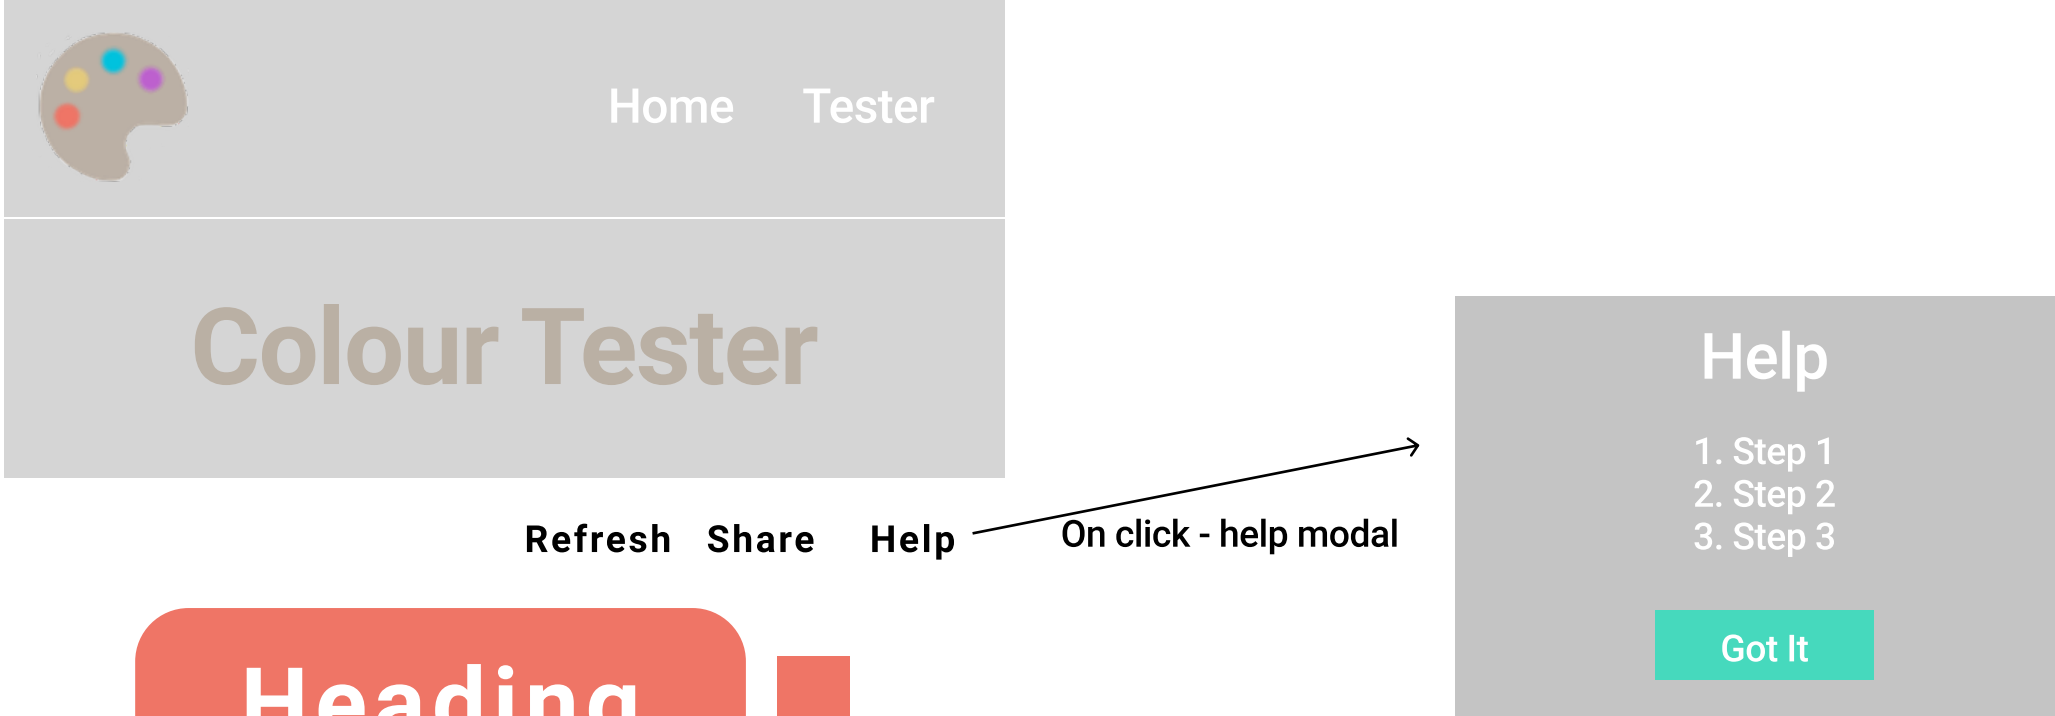 Home Tester
Colour Tester
Refresh Share Help
On click - help modal
Heading
Help
1. Step 1
2. Step 2
3. Step 3
Got It